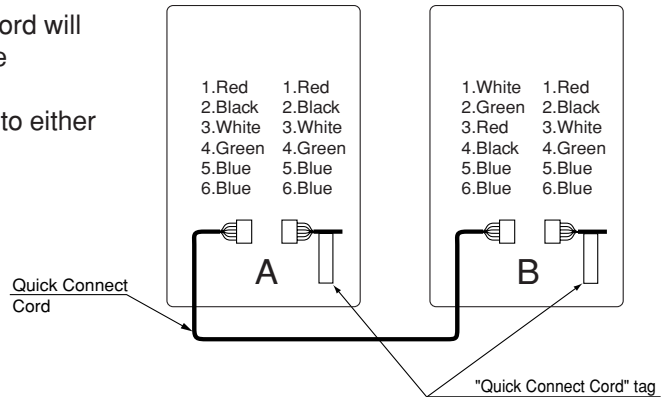 ord will
e
to either
1.Red 1.Red
2.Black 2.Black
3.White 3.White
4.Green 4.Green
5.Blue 5.Blue
6.Blue 6.Blue
A
1.White 1.Red
2.Green 2.Black
3.Red 3.White
4.Black 4.Green
5.Blue 5.Blue
6.Blue 6.Blue
B
Quick Connect
Cord
"Quick Connect Cord" tag